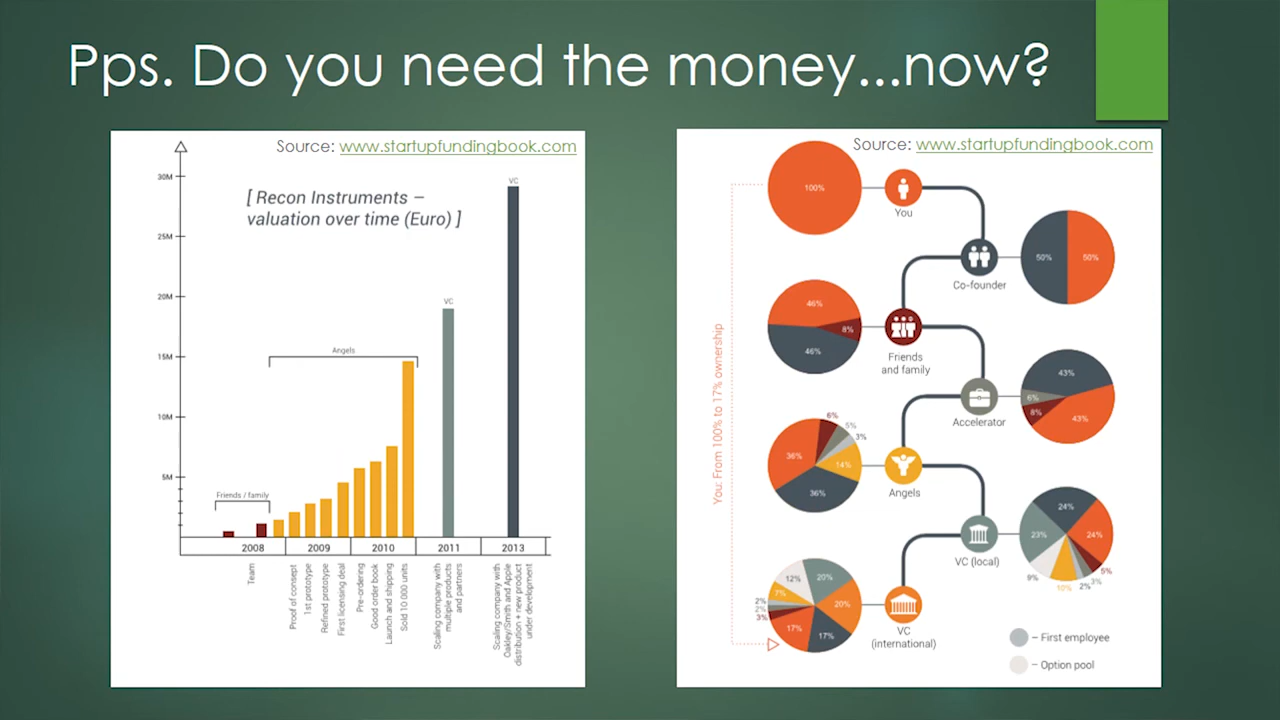 Pps. Do you need the money...now?
Source: www.startupfundingbook.com
[ Recon Instruments –
valuation over time (Euro) ]
30M
25M
20M
15M
10M
5M
Friends / family
Angels
VC
VC
2008
2009
2010
2011
2013
Team
Proof of concept
1st prototype
Refined prototype
First licensing deal
Pre-ordering
Good order book
Launch and shipping
Sold 10 000 units
Scaling company with
multiple products
and partners
Scaling company with
Oakley/Smith and Apple
distribution + new product
under development
Source: www.startupfundingbook.com
You: From 100% to 17% ownership
100%
You
50%
50%
Co-founder
46%
8%
46%
Friends
and family
43%
6%
8%
43%
Accelerator
6%
5%
3%
36%
14%
36%
Angels
24%
23%
24%
9%
5%
10%
2%
3%
VC (local)
12%
20%
7%
2%
2%
3%
20%
17%
17%
VC
(international)
– First employee
– Option pool